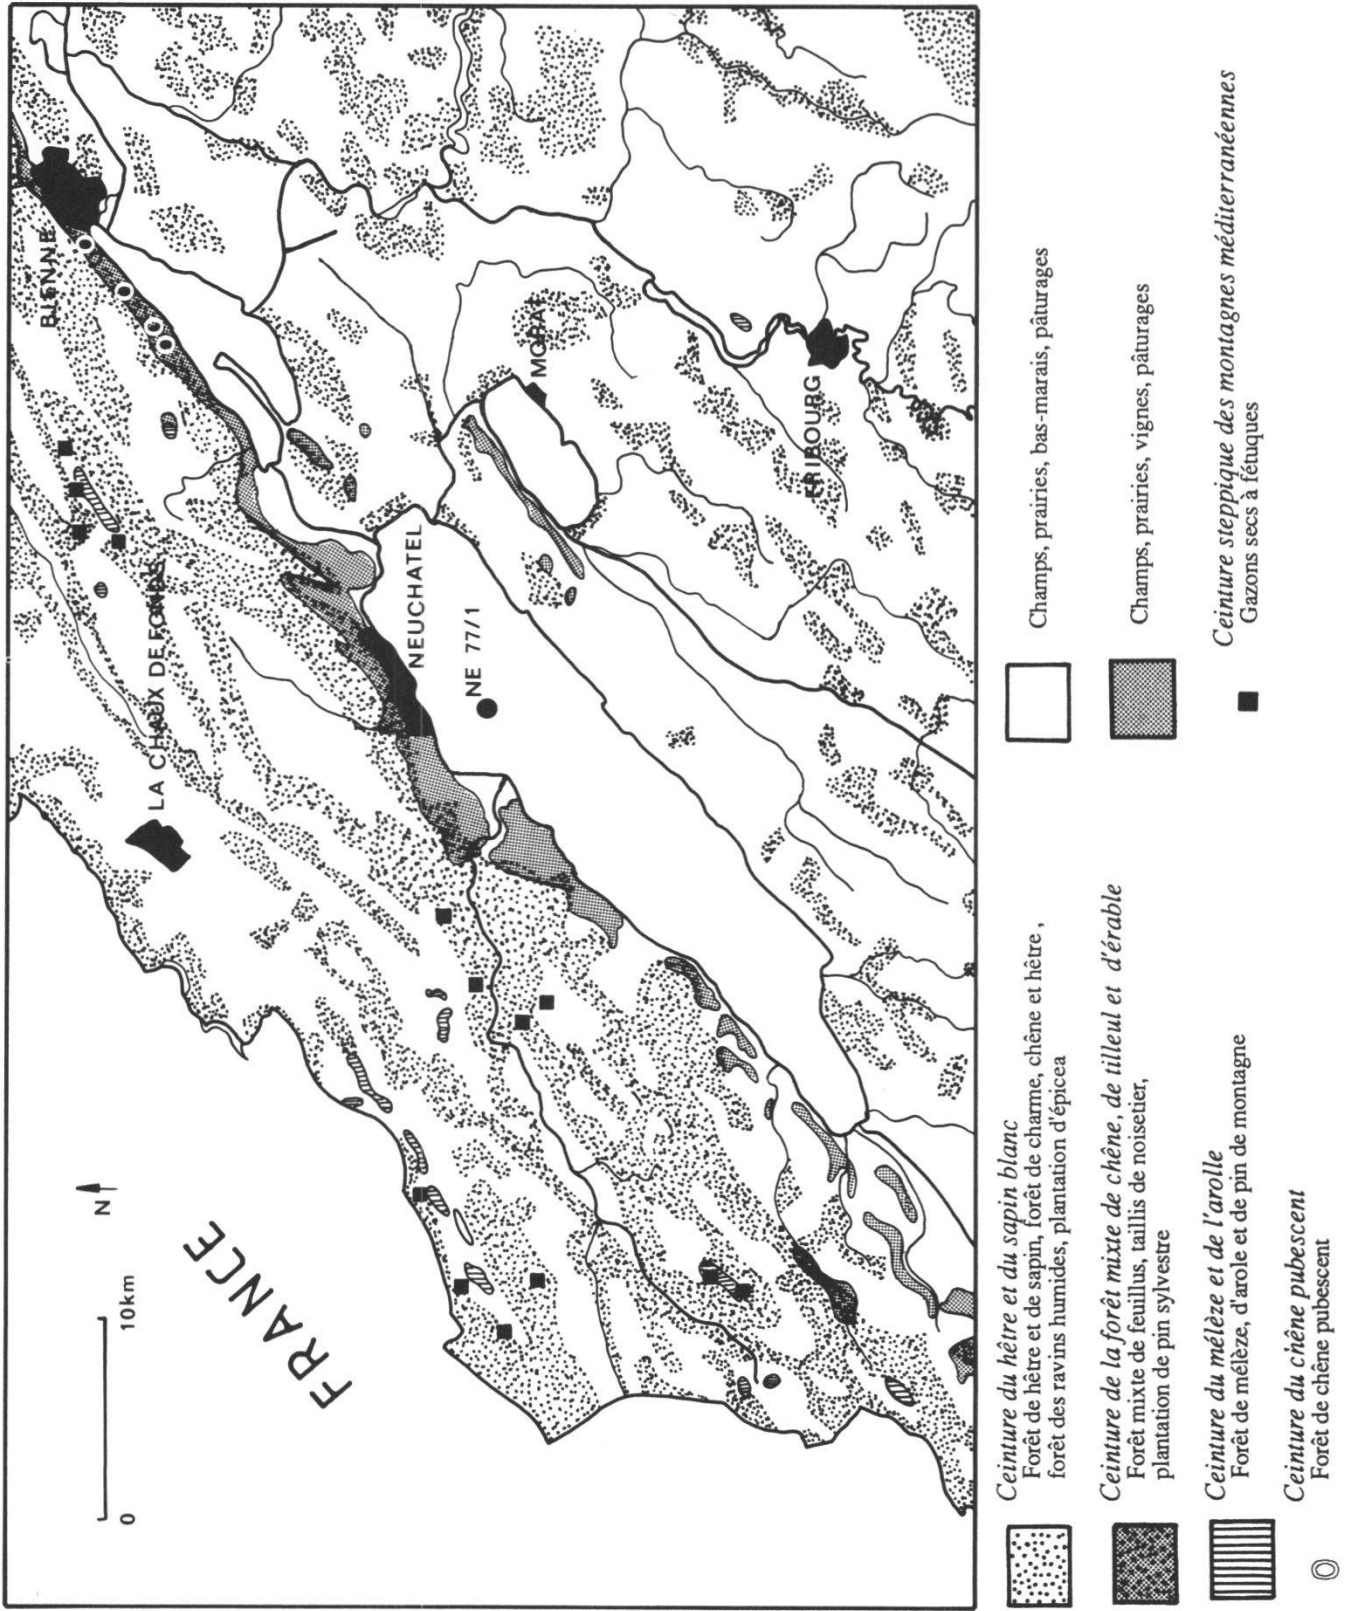 FRANCE
N
0
10km
LA CHAUX DE FONDS
BIENNE
NEUCHATEL
NE 77/1
MORAT
FRIBOURG
Ceinture du hêtre et du sapin blanc
Forêt de hêtre et de sapin, forêt de charme, chêne et hêtre ,
forêt des ravins humides, plantation d'épicea
Ceinture de la forêt mixte de chêne, de tilleul et d'érable
Forêt mixte de feuillus, taillis de noisetier,
plantation de pin sylvestre
Ceinture du mélèze et de l'arolle
Forêt de mélèze, d'arole et de pin de montagne
Ceinture du chêne pubescent
Forêt de chêne pubescent
Champs, prairies, bas-marais, pâturages
Champs, prairies, vignes, pâturages
Ceinture steppique des montagnes méditerranéennes
Gazons secs à fétuques